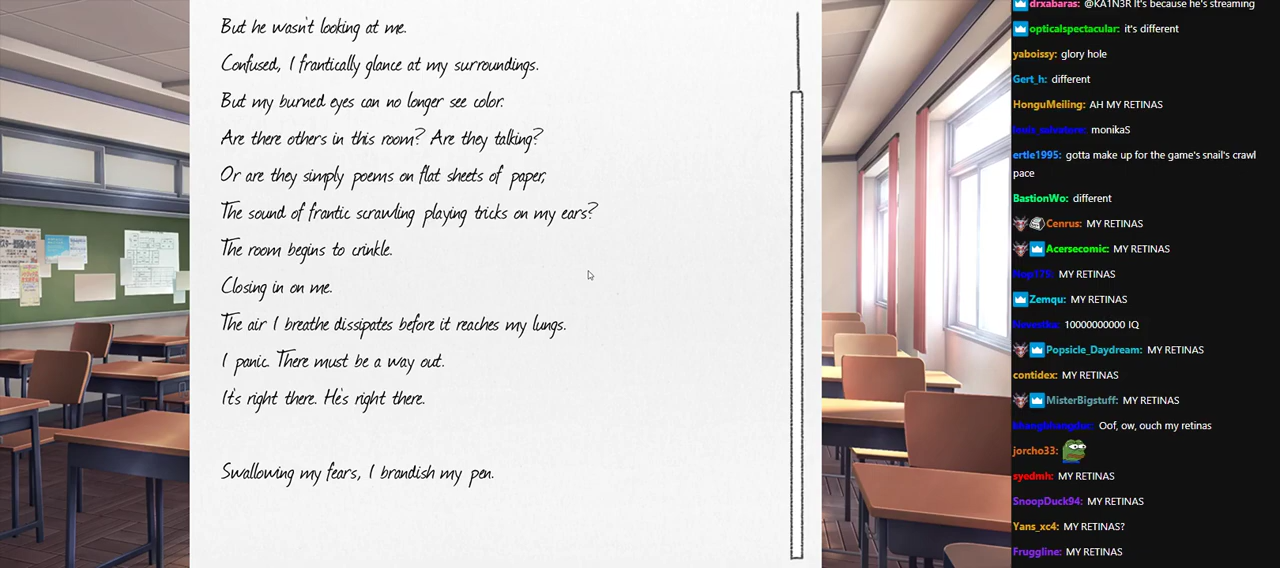 But he wasn't looking at me.
Confused, I frantically glance at my surroundings.
But my burned eyes can no longer see color.
Are there others in this room? Are they talking?
Or are they simply poems on flat sheets of paper,
The sound of frantic scrawling playing tricks on my ears?
The room begins to crinkle.
Closing in on me.
The air I breathe dissipates before it reaches my lungs.
I panic. There must be a way out.
It's right there. He's right there.
Swallowing my fears, I brandish my pen.
drxabaras: @KA1N3R It's because he's streaming
opticalspectacular: it's different
yaboissy: glory hole
Gert_h: different
HonguMeiling: AH MY RETINAS
louis_salvatore: monikaS
ertle1995: gotta make up for the game's snail's crawl
pace
BastionWo: different
Cenrus: MY RETINAS
Acersecomic: MY RETINAS
MY RETINAS
Zemqu: MY RETINAS
10000000000 IQ
Popsicle_Daydream: MY RETINAS
contidex: MY RETINAS
MisterBigstuff: MY RETINAS
Oof, ow, ouch my retinas
jorcho33:
syedmh: MY RETINAS
SnoopDuck94: MY RETINAS
Yans_xc4: MY RETINAS?
Fruggline: MY RETINAS